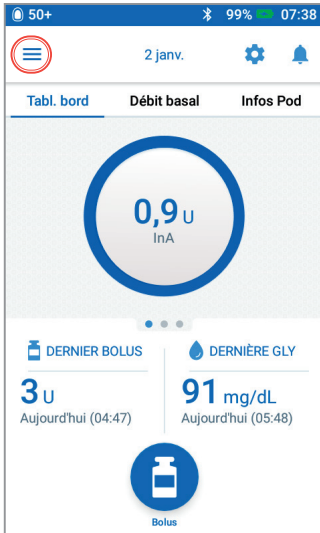 50+ 99% 07:38
2 janv.
Tabl. bord Débit basal Infos Pod
0,9 U
InA
DERNIER BOLUS DERNIÈRE GLY
3 U 91 mg/dL
Aujourd'hui (04:47) Aujourd'hui (05:48)
Bolus